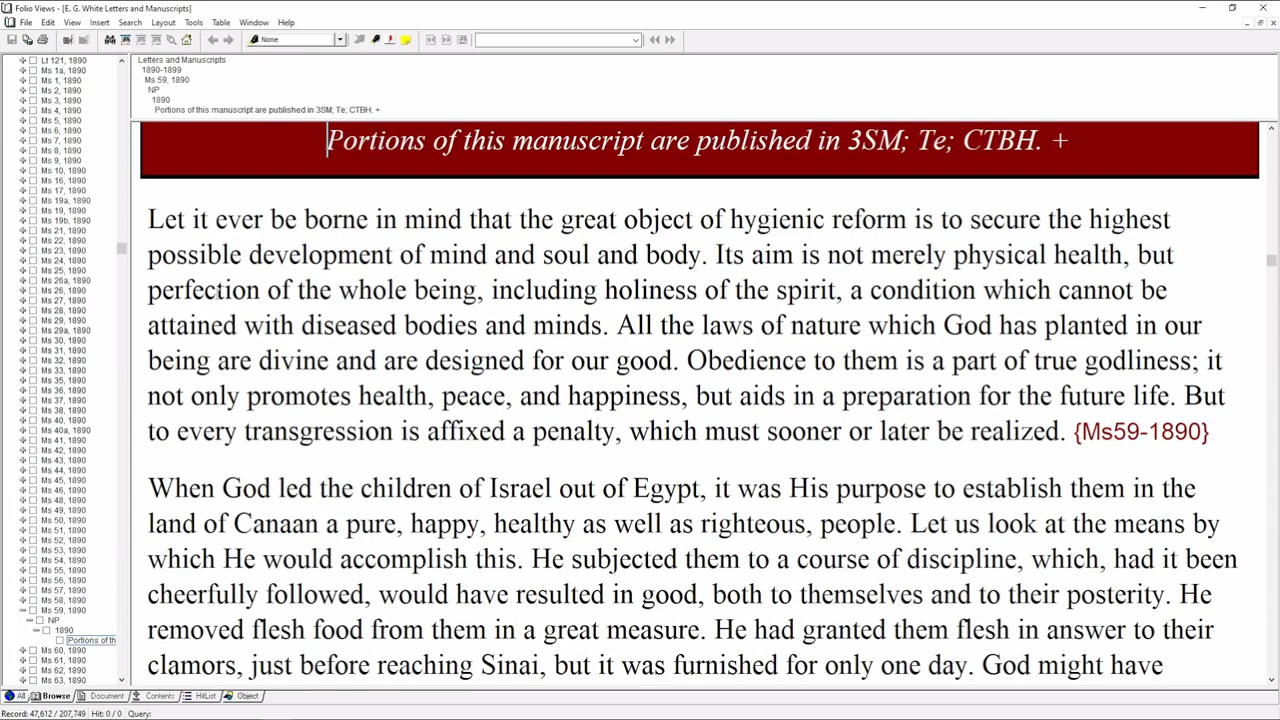 Folio Views - [E. G. White Letters and Manuscripts]
File Edit View Insert Search Layout Tools Table Window Help
None
Lt 121, 1890
Ms 1a, 1890
Ms 1, 1890
Ms 2, 1890
Ms 3, 1890
Ms 4, 1890
Ms 5, 1890
Ms 6, 1890
Ms 7, 1890
Ms 8, 1890
Ms 9, 1890
Ms 10, 1890
Ms 16, 1890
Ms 17, 1890
Ms 19a, 1890
Ms 19, 1890
Ms 19b, 1890
Ms 21, 1890
Ms 22, 1890
Ms 23, 1890
Ms 24, 1890
Ms 25, 1890
Ms 26a, 1890
Ms 26, 1890
Ms 27, 1890
Ms 28, 1890
Ms 29, 1890
Ms 29a, 1890
Ms 30, 1890
Ms 31, 1890
Ms 32, 1890
Ms 33, 1890
Ms 35, 1890
Ms 36, 1890
Ms 37, 1890
Ms 38, 1890
Ms 40, 1890
Ms 40a, 1890
Ms 41, 1890
Ms 42, 1890
Ms 43, 1890
Ms 44, 1890
Ms 45, 1890
Ms 46, 1890
Ms 48, 1890
Ms 49, 1890
Ms 50, 1890
Ms 51, 1890
Ms 52, 1890
Ms 53, 1890
Ms 54, 1890
Ms 55, 1890
Ms 56, 1890
Ms 57, 1890
Ms 58, 1890
Ms 59, 1890
NP
1890
Portions of th
Ms 60, 1890
Ms 61, 1890
Ms 62, 1890
Ms 63, 1890
Letters and Manuscripts
1890-1899
Ms 59, 1890
NP
1890
Portions of this manuscript are published in 3SM; Te; CTBH. +
Portions of this manuscript are published in 3SM; Te; CTBH. +
Let it ever be borne in mind that the great object of hygienic reform is to secure the highest
possible development of mind and soul and body. Its aim is not merely physical health, but
perfection of the whole being, including holiness of the spirit, a condition which cannot be
attained with diseased bodies and minds. All the laws of nature which God has planted in our
being are divine and are designed for our good. Obedience to them is a part of true godliness; it
not only promotes health, peace, and happiness, but aids in a preparation for the future life. But
to every transgression is affixed a penalty, which must sooner or later be realized. {Ms59-1890}
When God led the children of Israel out of Egypt, it was His purpose to establish them in the
land of Canaan a pure, happy, healthy as well as righteous, people. Let us look at the means by
which He would accomplish this. He subjected them to a course of discipline, which, had it been
cheerfully followed, would have resulted in good, both to themselves and to their posterity. He
removed flesh food from them in a great measure. He had granted them flesh in answer to their
clamors, just before reaching Sinai, but it was furnished for only one day. God might have
All Browse Document Contents HitList Object
Record: 47,612 / 207,749 Hit: 0 / 0 Query: